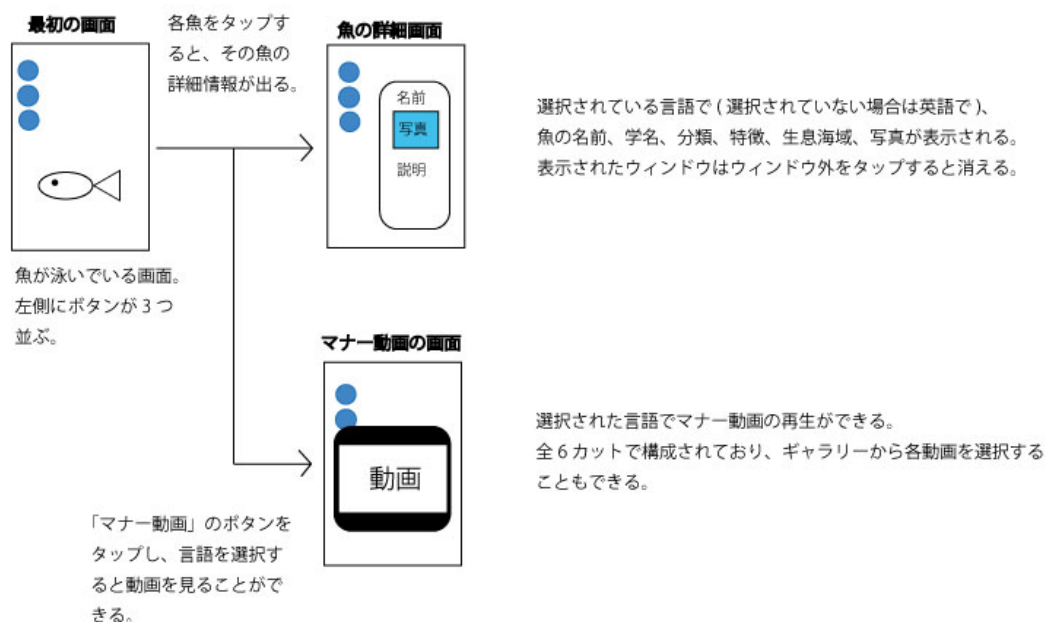 最初の画面
各魚をタップす
ると、その魚の
詳細情報が出る。
魚の詳細画面
名前
写真
説明
選択されている言語で ( 選択されていない場合は英語で )、
魚の名前、学名、分類、特徴、生息海域、写真が表示される。
表示されたウィンドウはウィンドウ外をタップすると消える。
魚が泳いでいる画面。
左側にボタンが 3 つ
並ぶ。
マナー動画の画面
動画
選択された言語でマナー動画の再生ができる。
全 6 カットで構成されており、ギャラリーから各動画を選択する
こともできる。
「マナー動画」のボタンを
タップし、言語を選択す
ると動画を見ることがで
きる。